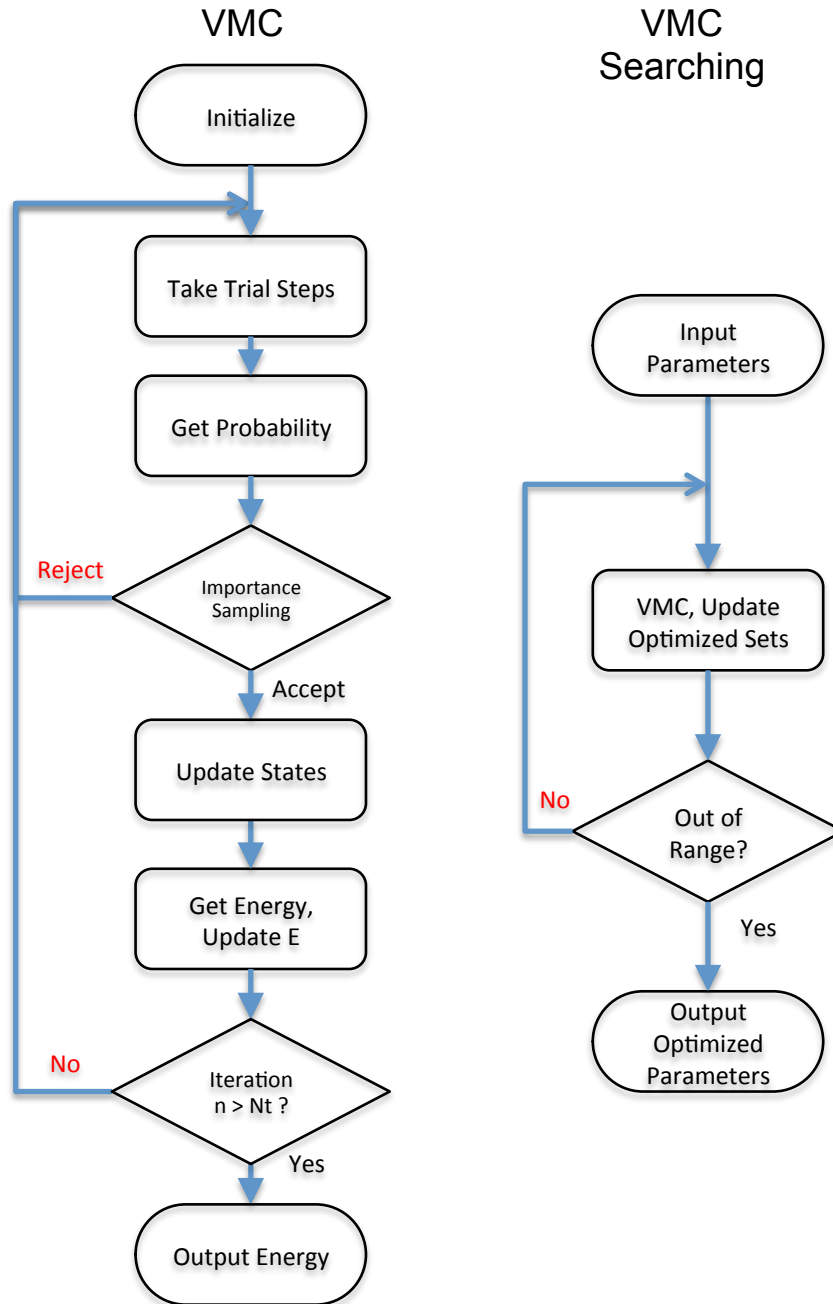 VMC
Initialize
Take Trial Steps
Get Probability
Reject
Importance
Sampling
Accept
Update States
Get Energy,
Update E
No
Iteration
n > Nt ?
Yes
Output Energy
VMC
Searching
Input
Parameters
VMC, Update
Optimized Sets
No
Out of
Range?
Yes
Output
Optimized
Parameters